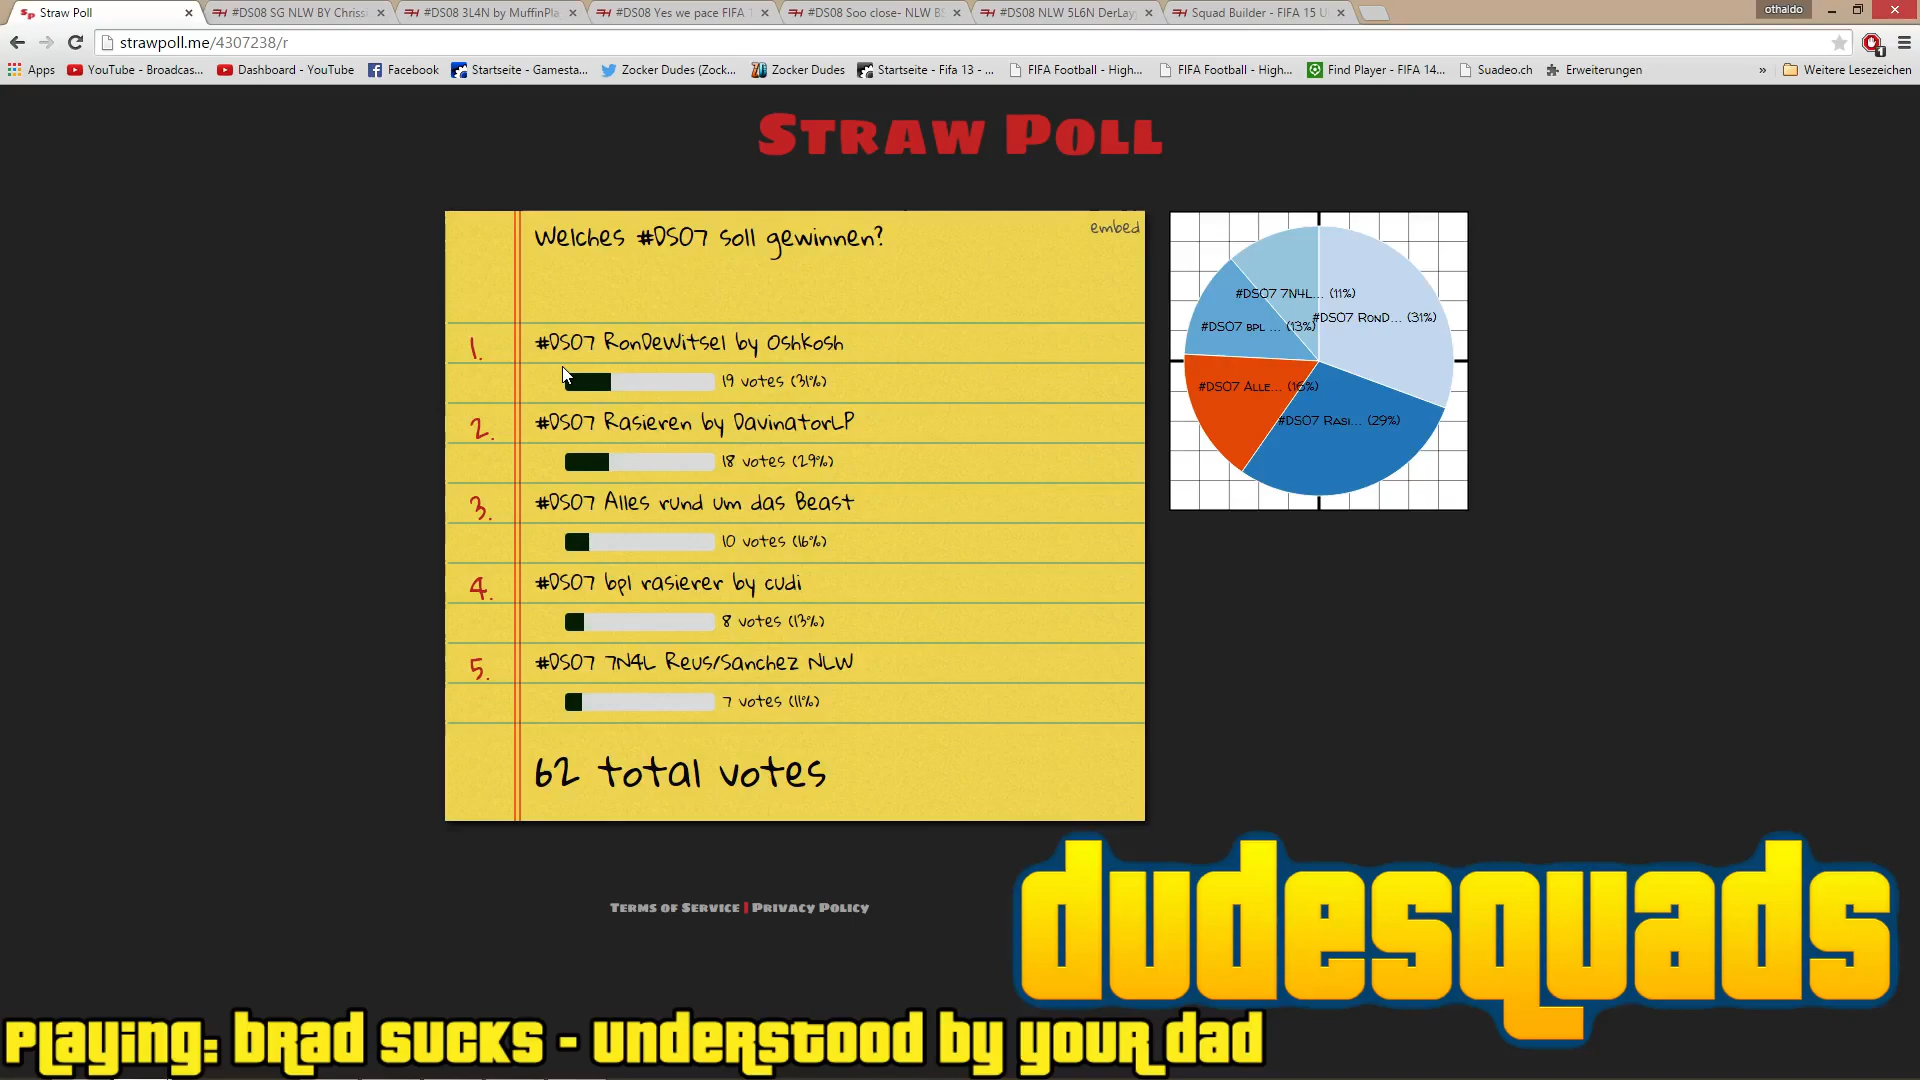 Straw Poll
#DS08 SG NLW BY Chrissi
#DS08 3L4N by MuffinPla
#DS08 Yes we pace FIFA 1
#DS08 Soo close- NLW BS
#DS08 NLW 5L6N DerLay
Squad Builder - FIFA 15 U
othaldo
strawpoll.me/4307238/r
1
Apps
YouTube - Broadcas...
Dashboard - YouTube
Facebook
Startseite - Gamesta...
Zocker Dudes (Zock...
Zocker Dudes
Startseite - Fifa 13 - ...
FIFA Football - High...
FIFA Football - High...
Find Player - FIFA 14...
Suadeo.ch
Erweiterungen
»
Weitere Lesezeichen
Straw Poll
embed
Welches #DS07 soll gewinnen?
1. #DS07 RonDeWitsel by Oshkosh
19 votes (31%)
2. #DS07 Rasieren by DavinatorLP
18 votes (29%)
3. #DS07 Alles rund um das Beast
10 votes (16%)
4. #DS07 bpl rasierer by cudi
8 votes (13%)
5. #DS07 7N4L Reus/Sanchez NLW
7 votes (11%)
62 total votes
#DS07 7N4L... (11%)
#DS07 RonD... (31%)
#DS07 bpl ... (13%)
#DS07 Alle... (16%)
#DS07 Rasi... (29%)
Terms of Service | Privacy Policy
dudesquads
Playing: Brad Sucks - Understood by your dad